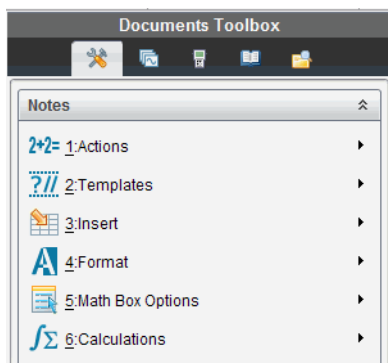 Documents Toolbox
Notes
2+2= 1:Actions
?// 2:Templates
3:Insert
A 4:Format
5:Math Box Options
∫Σ 6:Calculations